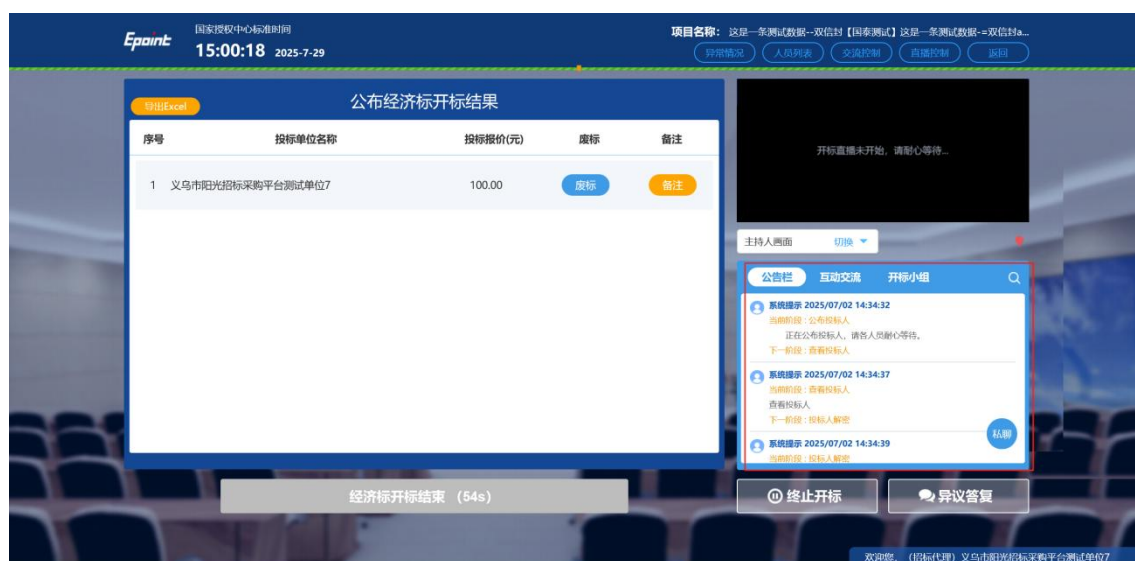 Epoint
国家授权中心标准时间
15:00:18 2025-7-29
项目名称： 这是一条测试数据--双信封【国泰测试】这是一条测试数据-=双信封a...
异常情况 人员列表 交流控制 直播控制 返回
导出Excel
公布经济标开标结果
序号 投标单位名称 投标报价(元) 废标 备注
1 义乌市阳光招标采购平台测试单位7 100.00 废标 备注
经济标开标结束 （54s）
开标直播未开始，请耐心等待...
主持人画面 切换
公告栏 互动交流 开标小组
系统提示 2025/07/02 14:34:32
当前阶段 : 公布投标人
正在公布投标人，请各人员耐心等待。
下一阶段 : 查看投标人
系统提示 2025/07/02 14:34:37
当前阶段 : 查看投标人
查看投标人
下一阶段 : 投标人解密
系统提示 2025/07/02 14:34:39
当前阶段 : 投标人解密
私聊
终止开标 异议答复
欢迎您，（招标代理）义乌市阳光招标采购平台测试单位7